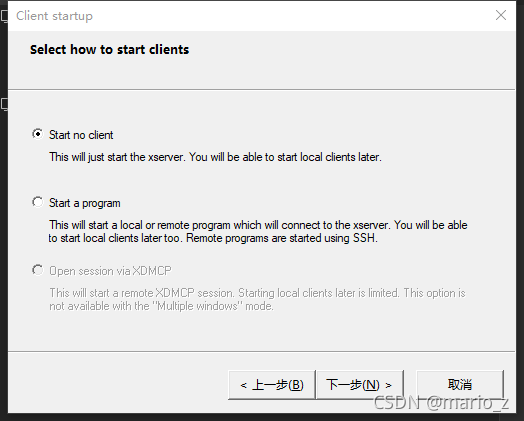 Client startup
Select how to start clients
Start no client
This will just start the xserver. You will be able to start local clients later.
Start a program
This will start a local or remote program which will connect to the xserver. You will be able
to start local clients later too. Remote programs are started using SSH.
Open session via XDMCP
This will start a remote XDMCP session. Starting local clients later is limited. This option is
not available with the "Multiple windows" mode.
< 上一步(B)
下一步(N) >
取消
CSDN @mario_z